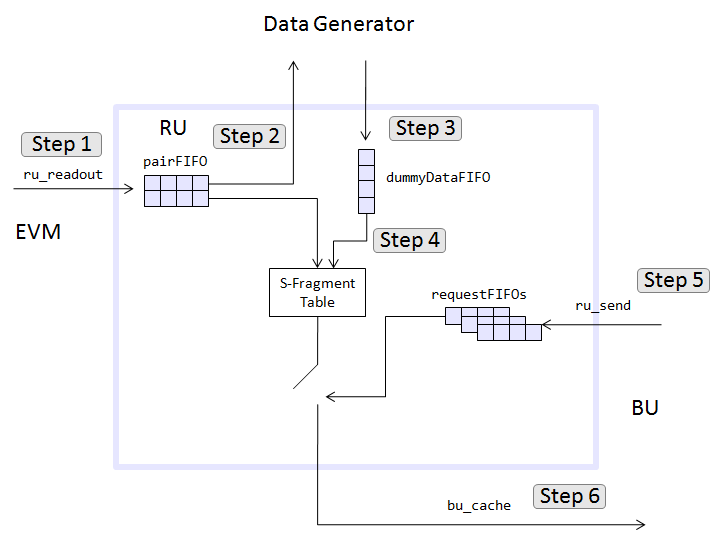 Data Generator
Step 1
RU
Step 2
Step 3
pairFIFO
ru_readout
dummyDataFIFO
EVM
Step 4
S-Fragment
Table
requestFIFOs
Step 5
ru_send
BU
bu_cache
Step 6